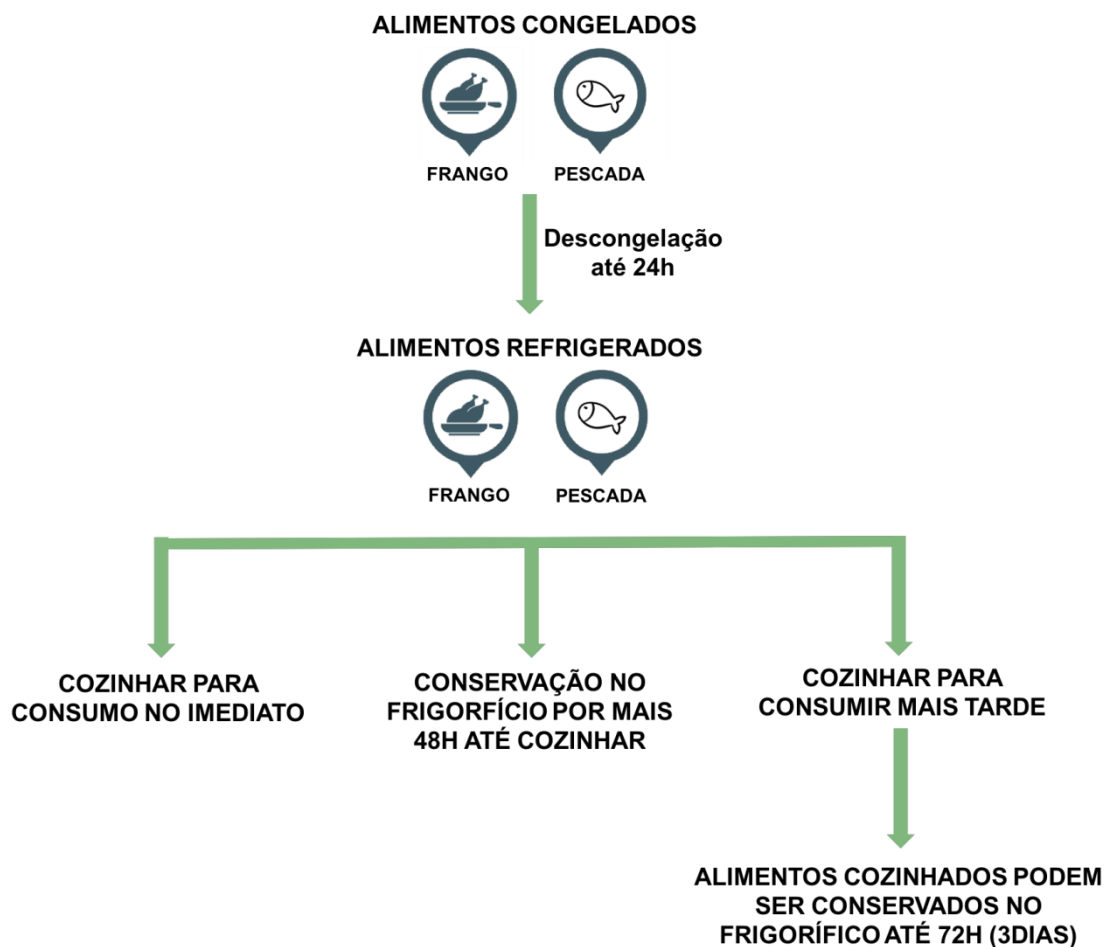 ALIMENTOS CONGELADOS
FRANGO
PESCADA
Descongelação
até 24h
ALIMENTOS REFRIGERADOS
FRANGO
PESCADA
COZINHAR PARA
CONSUMO NO IMEDIATO
CONSERVAÇÃO NO
FRIGORFÍCIO POR MAIS
48H ATÉ COZINHAR
COZINHAR PARA
CONSUMIR MAIS TARDE
ALIMENTOS COZINHADOS PODEM
SER CONSERVADOS NO
FRIGORÍFICO ATÉ 72H (3DIAS)